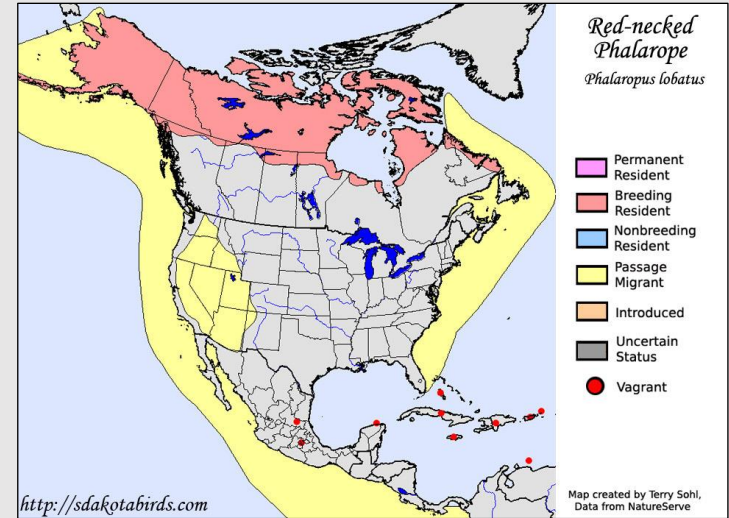 Red-necked
Phalarope
Phalaropus lobatus
Permanent
Resident
Breeding
Resident
Nonbreeding
Resident
Passage
Migrant
Introduced
Uncertain
Status
Vagrant
http://sdakotabirds.com
Map created by Terry Sohl,
Data from NatureServe